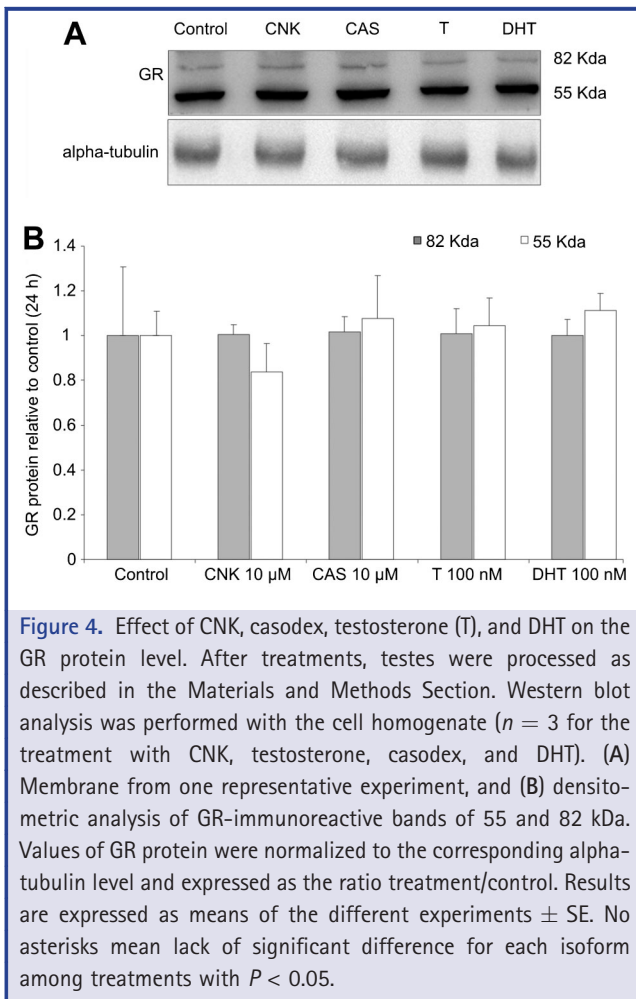 A
Control CNK CAS T DHT
GR
82 Kda
55 Kda
alpha-tubulin
B
GR protein relative to control (24 h)
1.4
1.2
1
0.8
0.6
0.4
0.2
0
82 Kda 55 Kda
Control CNK 10 µM CAS 10 µM T 100 nM DHT 100 nM
Figure 4. Effect of CNK, casodex, testosterone (T), and DHT on the
GR protein level. After treatments, testes were processed as
described in the Materials and Methods Section. Western blot
analysis was performed with the cell homogenate (n = 3 for the
treatment with CNK, testosterone, casodex, and DHT). (A)
Membrane from one representative experiment, and (B) densito-
metric analysis of GR-immunoreactive bands of 55 and 82 kDa.
Values of GR protein were normalized to the corresponding alpha-
tubulin level and expressed as the ratio treatment/control. Results
are expressed as means of the different experiments ± SE. No
asterisks mean lack of significant difference for each isoform
among treatments with P < 0.05.